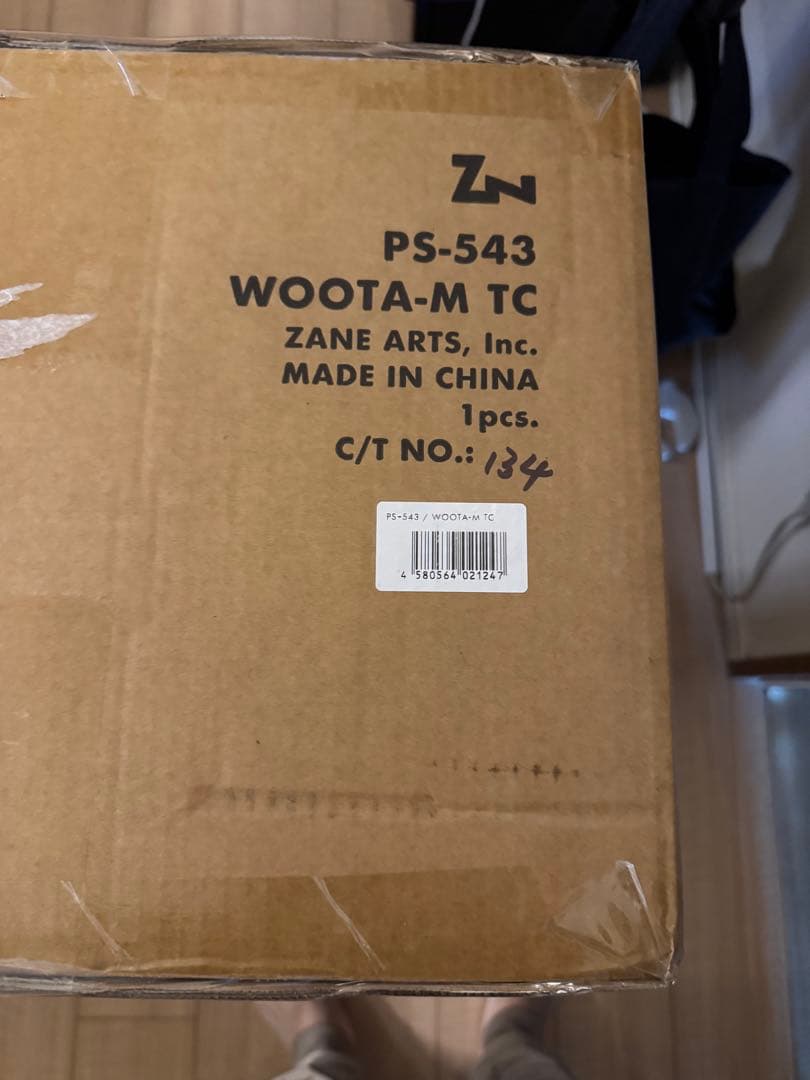 ZN
PS-543
WOOTA-M TC
ZANE ARTS, Inc.
MADE IN CHINA
1pcs.
C/T NO.: 134
PS-543 / WOOTA-M TC
4 580564 021247